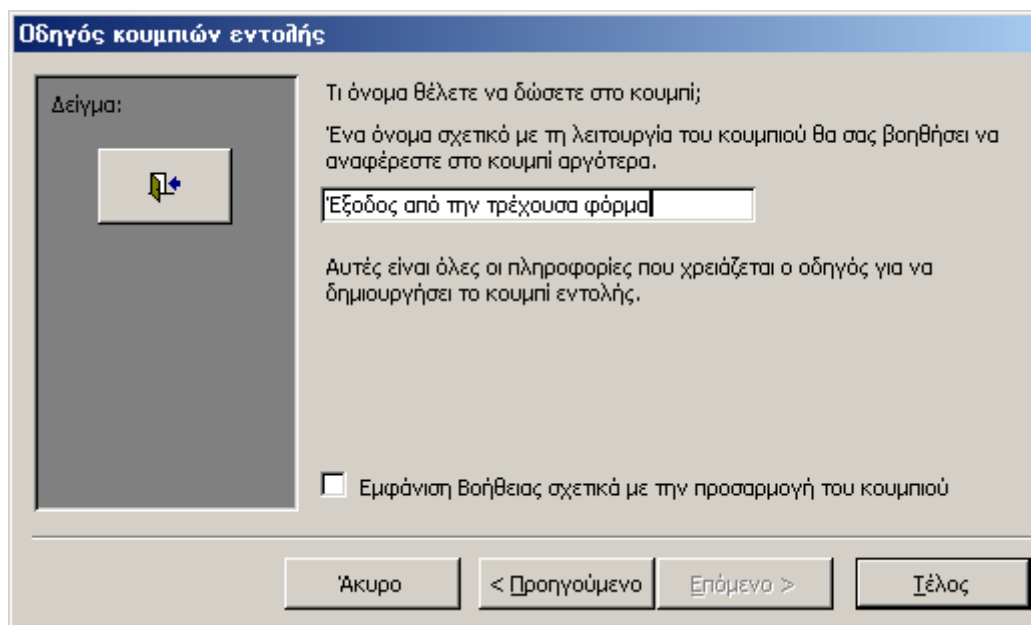 Οδηγός κουμπιών εντολής
Δείγμα:
Τι όνομα θέλετε να δώσετε στο κουμπί;
Ένα όνομα σχετικό με τη λειτουργία του κουμπιού θα σας βοηθήσει να
αναφέρεστε στο κουμπί αργότερα.
Έξοδος από την τρέχουσα φόρμα
Αυτές είναι όλες οι πληροφορίες που χρειάζεται ο οδηγός για να
δημιουργήσει το κουμπί εντολής.
Εμφάνιση Βοήθειας σχετικά με την προσαρμογή του κουμπιού
Άκυρο < Προηγούμενο Επόμενο > Τέλος